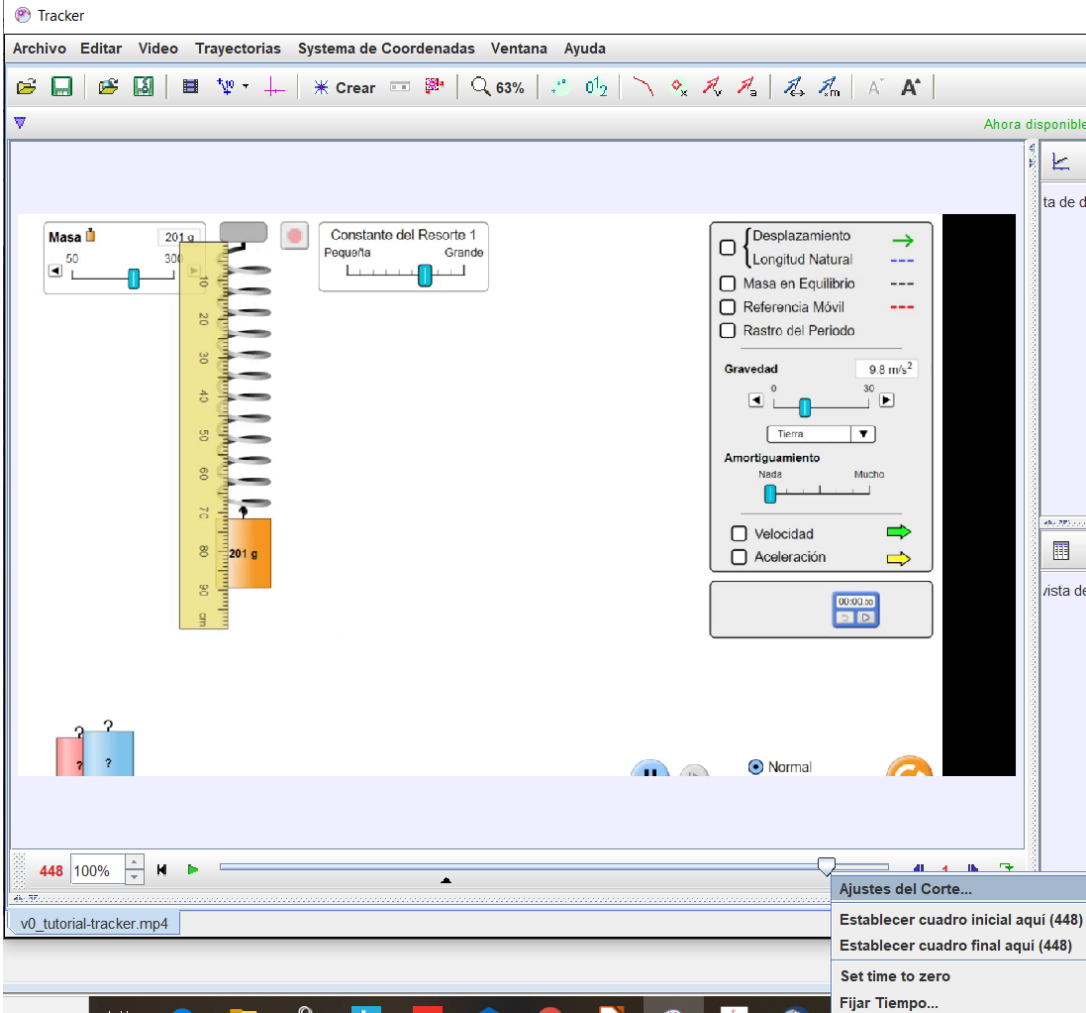 Tracker
Archivo Editar Video Trayectorias Systema de Coordenadas Ventana Ayuda
Crear 63%
Ahora disponible
ta de d
Masa 201 g
50 300
Constante del Resorte 1
Pequeña Grande
10
20
30
40
50
60
70
80
90
cm
201 g
Desplazamiento
Longitud Natural
Masa en Equilibrio
Referencia Móvil
Rastro del Periodo
Gravedad 9.8 m/s²
0 30
Tierra
Amortiguamiento
Nada Mucho
Velocidad
Aceleración
00:00.00
vista de
? ?
? ?
Normal
448 100% 1
v0_tutorial-tracker.mp4
Ajustes del Corte...
Establecer cuadro inicial aquí (448)
Establecer cuadro final aquí (448)
Set time to zero
Fijar Tiempo...